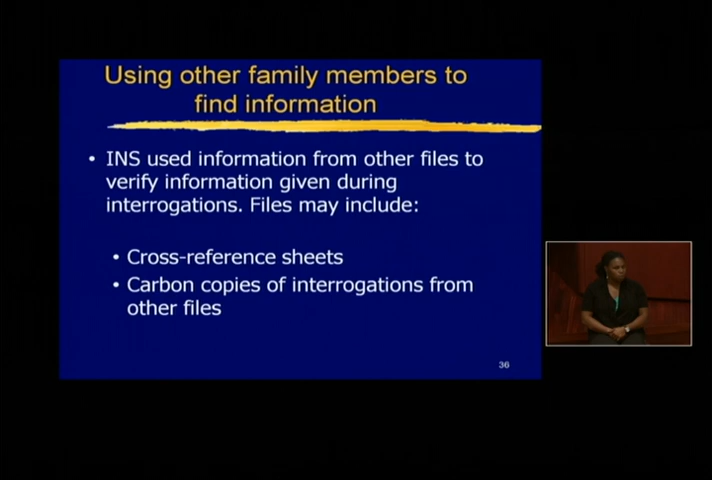 Using other family members to
find information
• INS used information from other files to
verify information given during
interrogations. Files may include:
• Cross-reference sheets
• Carbon copies of interrogations from
other files
36